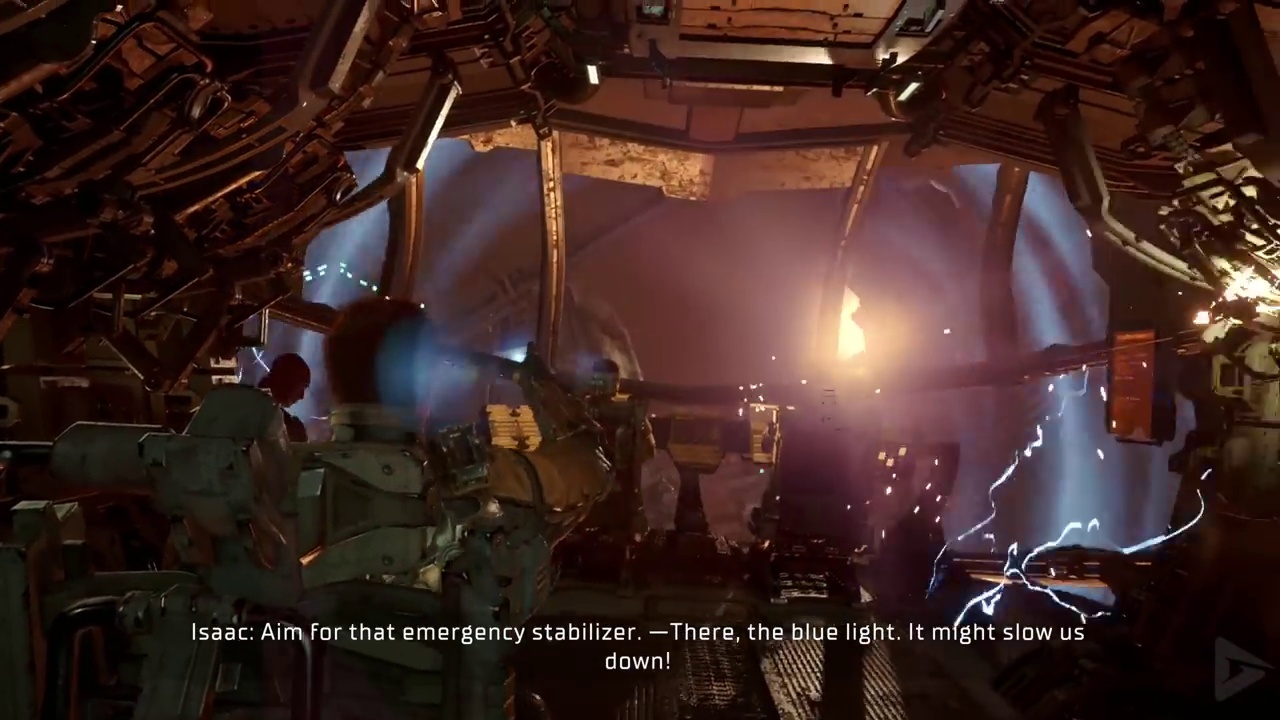 Isaac: Aim for that emergency stabilizer. —There, the blue light. It might slow us
down!